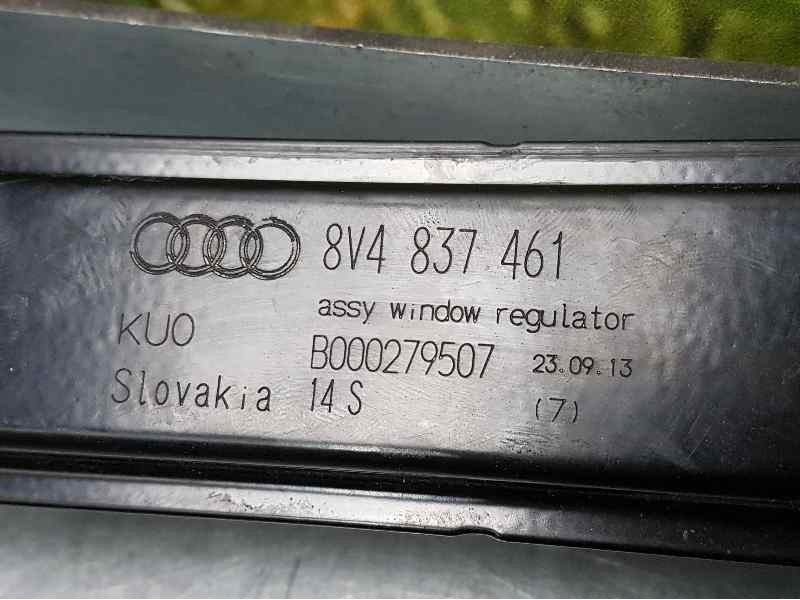 8V4 837 461
assy window regulator
KUO B000279507 23.09.13
Slovakia 14 S (7)